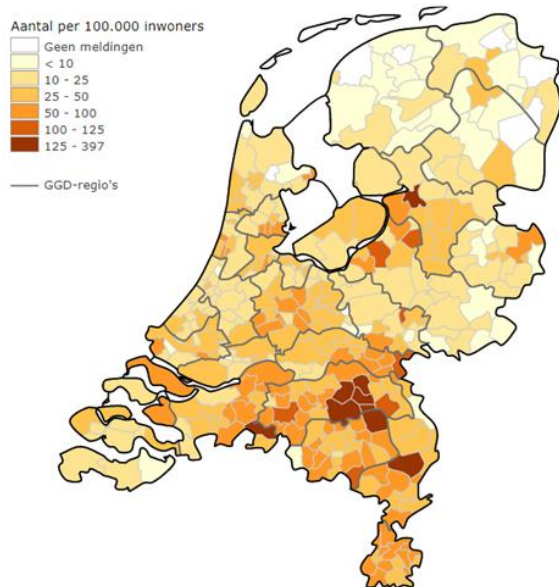 Aantal per 100.000 inwoners
Geen meldingen
< 10
10 - 25
25 - 50
50 - 100
100 - 125
125 - 397
GGD-regio's